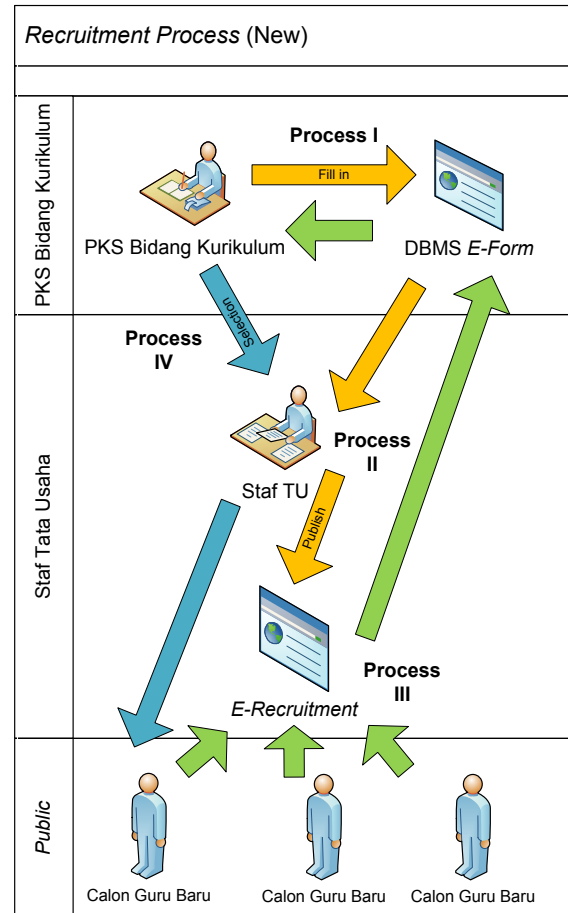 Recruitment Process (New)
PKS Bidang Kurikulum
Process I
Fill in
PKS Bidang Kurikulum
DBMS E-Form
Selection
Process
IV
Staf Tata Usaha
Process
II
Staf TU
Publish
Process
III
E-Recruitment
Public
Calon Guru Baru
Calon Guru Baru
Calon Guru Baru